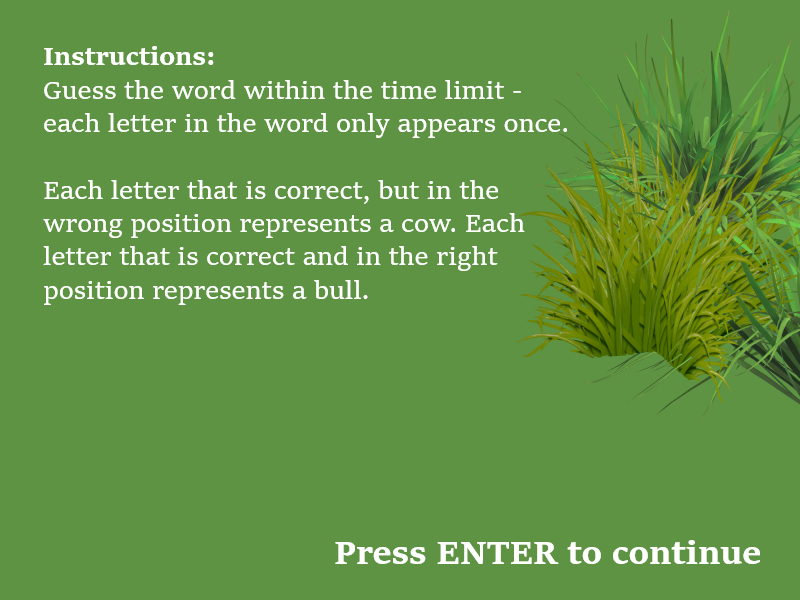 Instructions:
Guess the word within the time limit -
each letter in the word only appears once.
Each letter that is correct, but in the
wrong position represents a cow. Each
letter that is correct and in the right
position represents a bull.
Press ENTER to continue